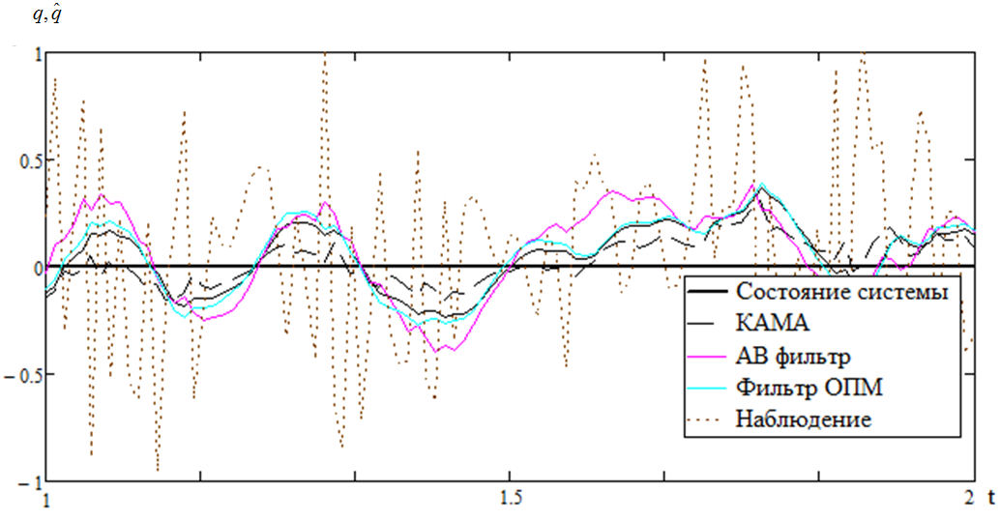 q, q̂
1
0.5
0
− 0.5
− 1
1
1.5
2
t
Состояние системы
КАМА
АВ фильтр
Фильтр ОПМ
Наблюдение